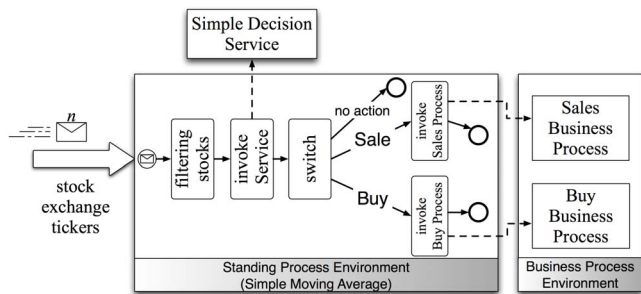 Simple Decision
Service
n
stock
exchange
tickers
filtering
stocks
invoke
Service
switch
no action
Sale
Buy
invoke
Sales Process
invoke
Buy Process
Sales
Business
Process
Buy
Business
Process
Standing Process Environment
(Simple Moving Average)
Business Process
Environment